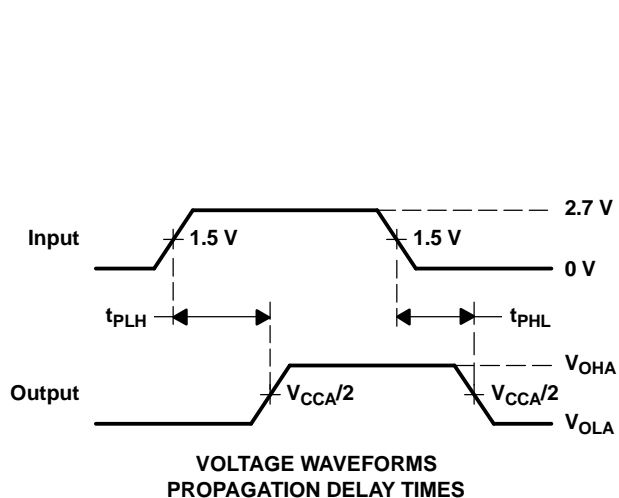 2.7 V
Input
1.5 V
1.5 V
0 V
tPLH
tPHL
VOHA
Output
VCCA/2
VCCA/2
VOLA
VOLTAGE WAVEFORMS
PROPAGATION DELAY TIMES